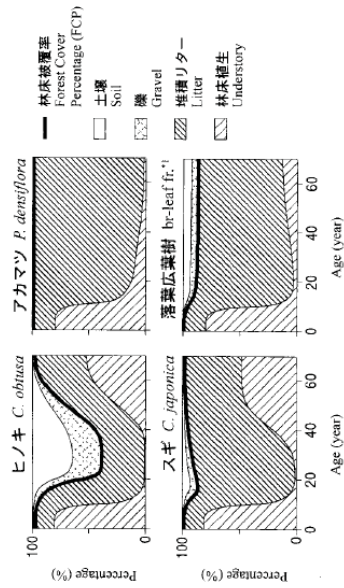 ヒノキ C. obtusa
アカマツ P. densiflora
スギ C. japonica
落葉広葉樹 br-leaf fr.*1
Percentage (%)
100
0
Percentage (%)
100
0
0 20 40 60
Age (year)
0 20 40 60
Age (year)
林床被覆率
Forest Cover
Percentage (FCP)
土壌
Soil
礫
Gravel
堆積リター
Litter
林床植生
Understory